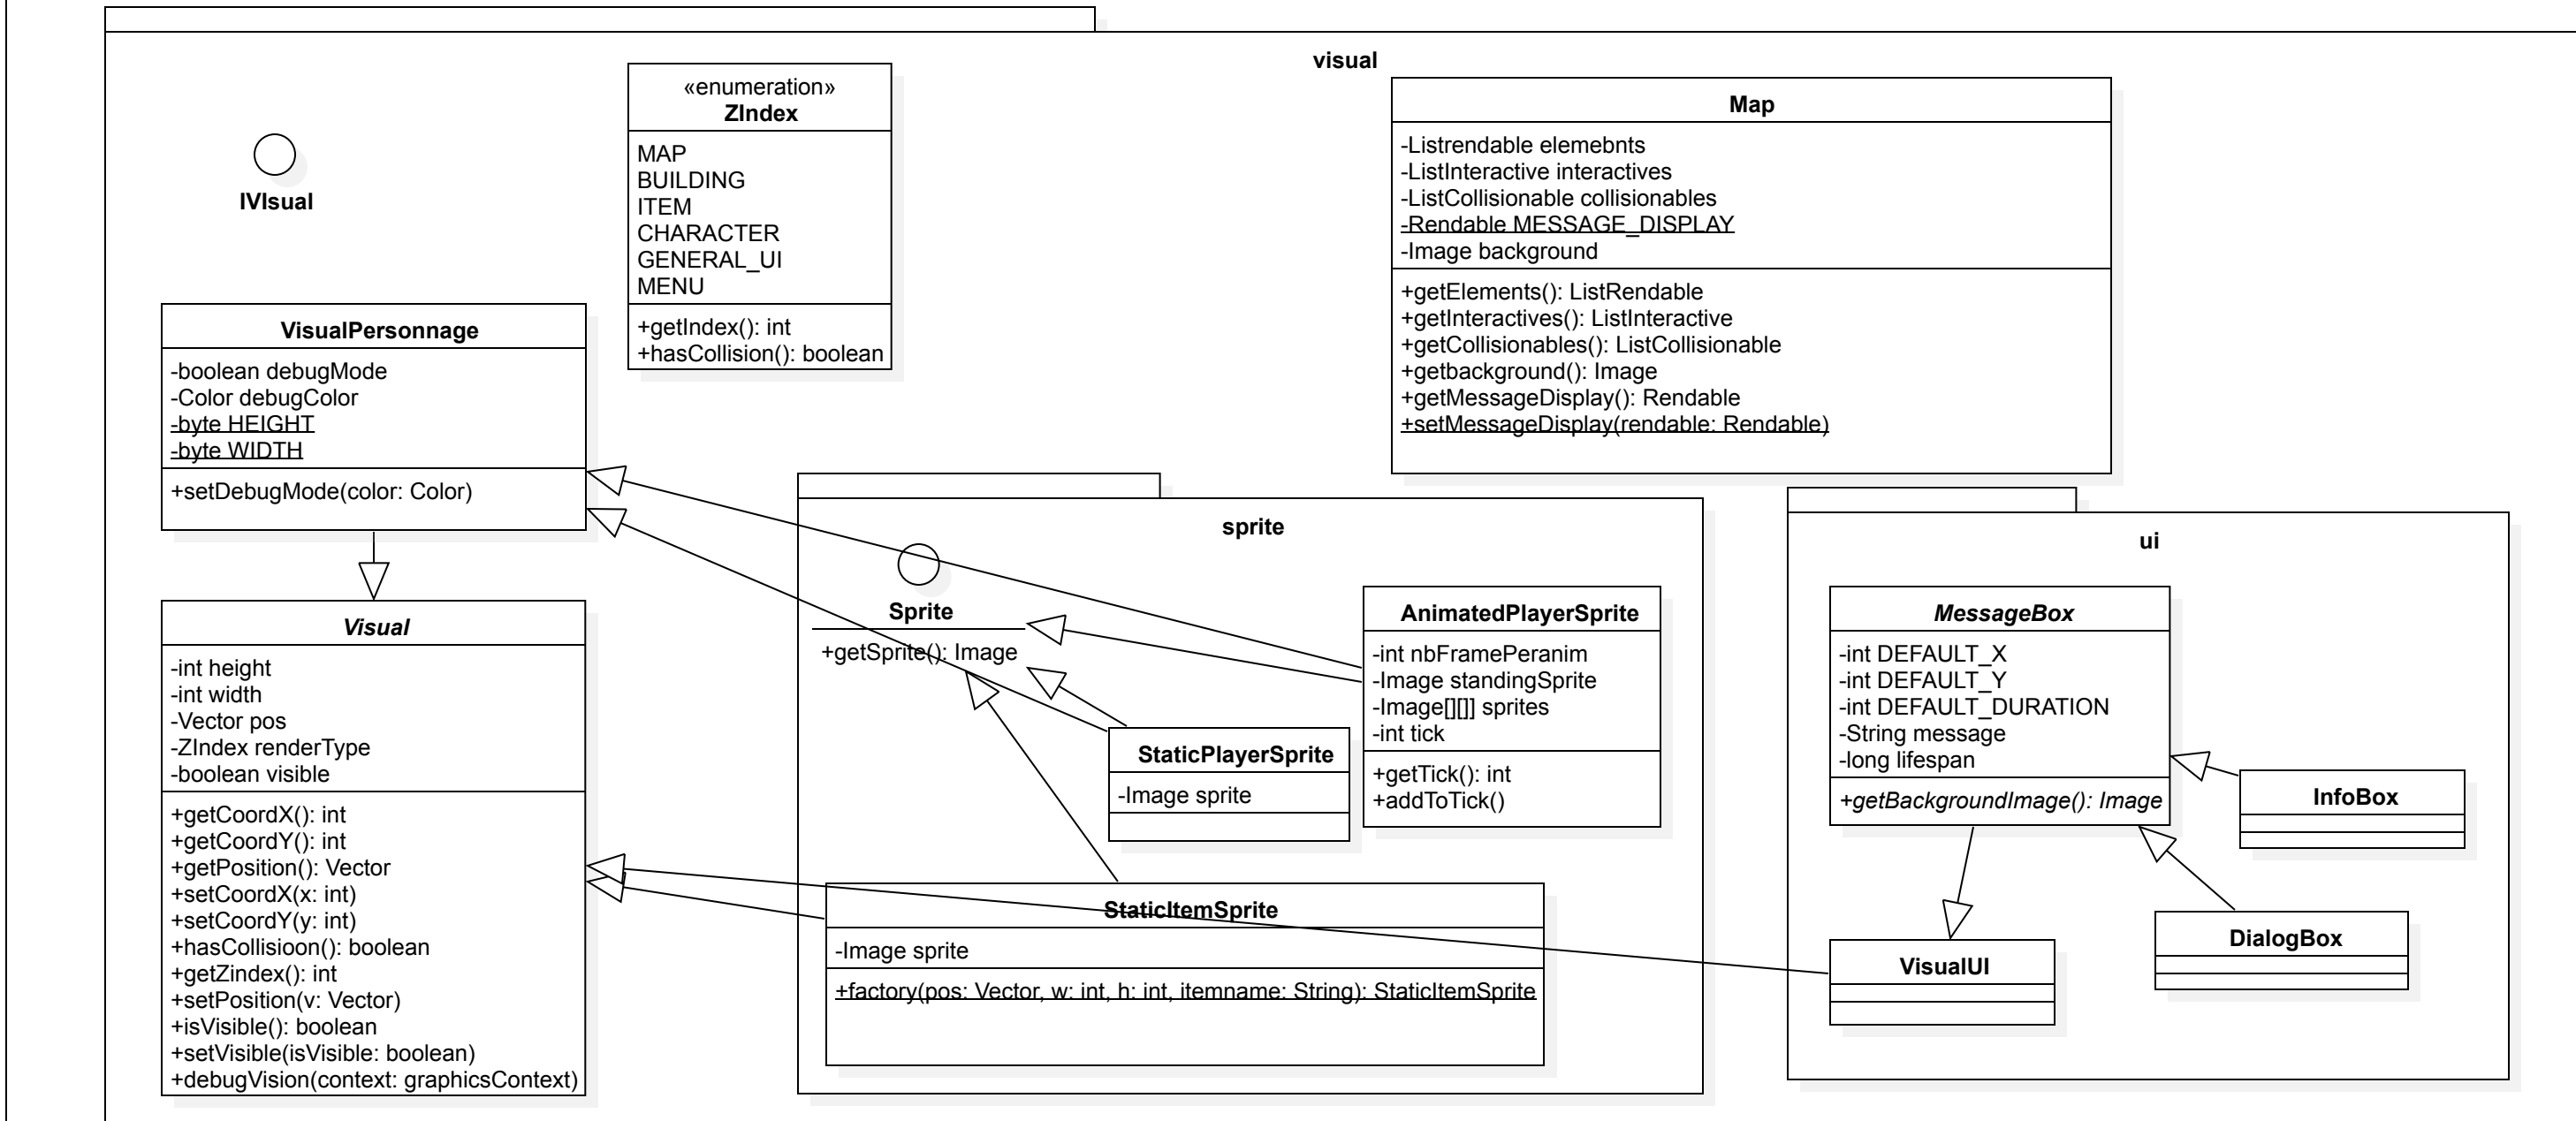 visual
IVIsual
«enumeration»
ZIndex
MAP
BUILDING
ITEM
CHARACTER
GENERAL_UI
MENU
+getIndex(): int
+hasCollision(): boolean
Map
-Listrendable elemebnts
-ListInteractive interactives
-ListCollisionable collisionables
-Rendable MESSAGE_DISPLAY
-Image background
+getElements(): ListRendable
+getInteractives(): ListInteractive
+getCollisionables(): ListCollisionable
+getbackground(): Image
+getMessageDisplay(): Rendable
+setMessageDisplay(rendable: Rendable)
VisualPersonnage
-boolean debugMode
-Color debugColor
-byte HEIGHT
-byte WIDTH
+setDebugMode(color: Color)
Visual
-int height
-int width
-Vector pos
-ZIndex renderType
-boolean visible
+getCoordX(): int
+getCoordY(): int
+getPosition(): Vector
+setCoordX(x: int)
+setCoordY(y: int)
+hasCollisioon(): boolean
+getZindex(): int
+setPosition(v: Vector)
+isVisible(): boolean
+setVisible(isVisible: boolean)
+debugVision(context: graphicsContext)
sprite
Sprite
+getSprite(): Image
AnimatedPlayerSprite
-int nbFramePeranim
-Image standingSprite
-Image[][]] sprites
-int tick
+getTick(): int
+addToTick()
StaticPlayerSprite
-Image sprite
StaticItemSprite
-Image sprite
+factory(pos: Vector, w: int, h: int, itemname: String): StaticItemSprite
ui
MessageBox
-int DEFAULT_X
-int DEFAULT_Y
-int DEFAULT_DURATION
-String message
-long lifespan
+getBackgroundImage(): Image
InfoBox
DialogBox
VisualUI